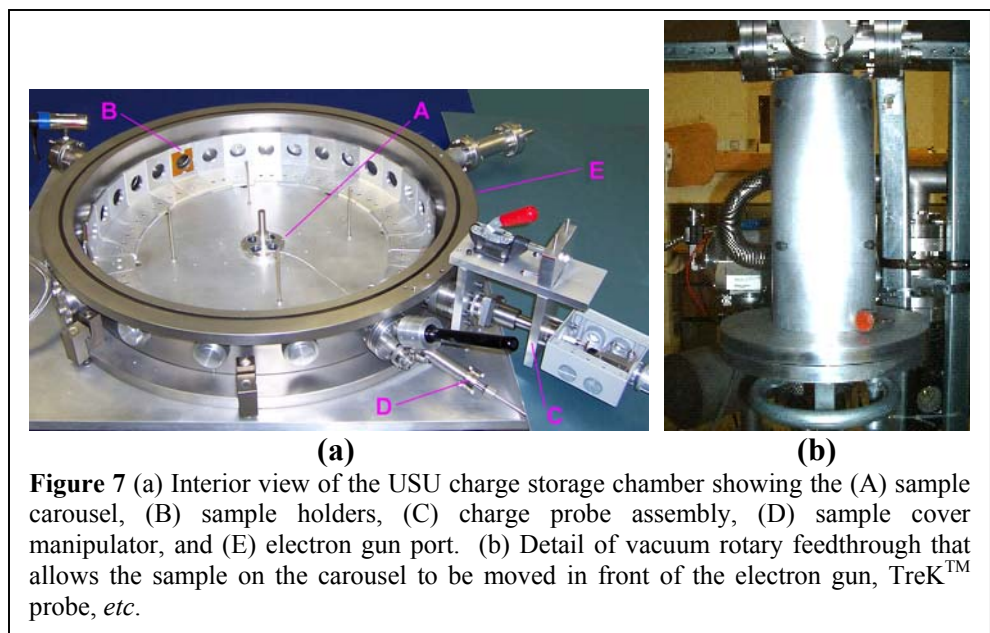 B
A
E
D
C
(a)
(b)
Figure 7 (a) Interior view of the USU charge storage chamber showing the (A) sample
carousel, (B) sample holders, (C) charge probe assembly, (D) sample cover
manipulator, and (E) electron gun port. (b) Detail of vacuum rotary feedthrough that
allows the sample on the carousel to be moved in front of the electron gun, TreK™
probe, etc.